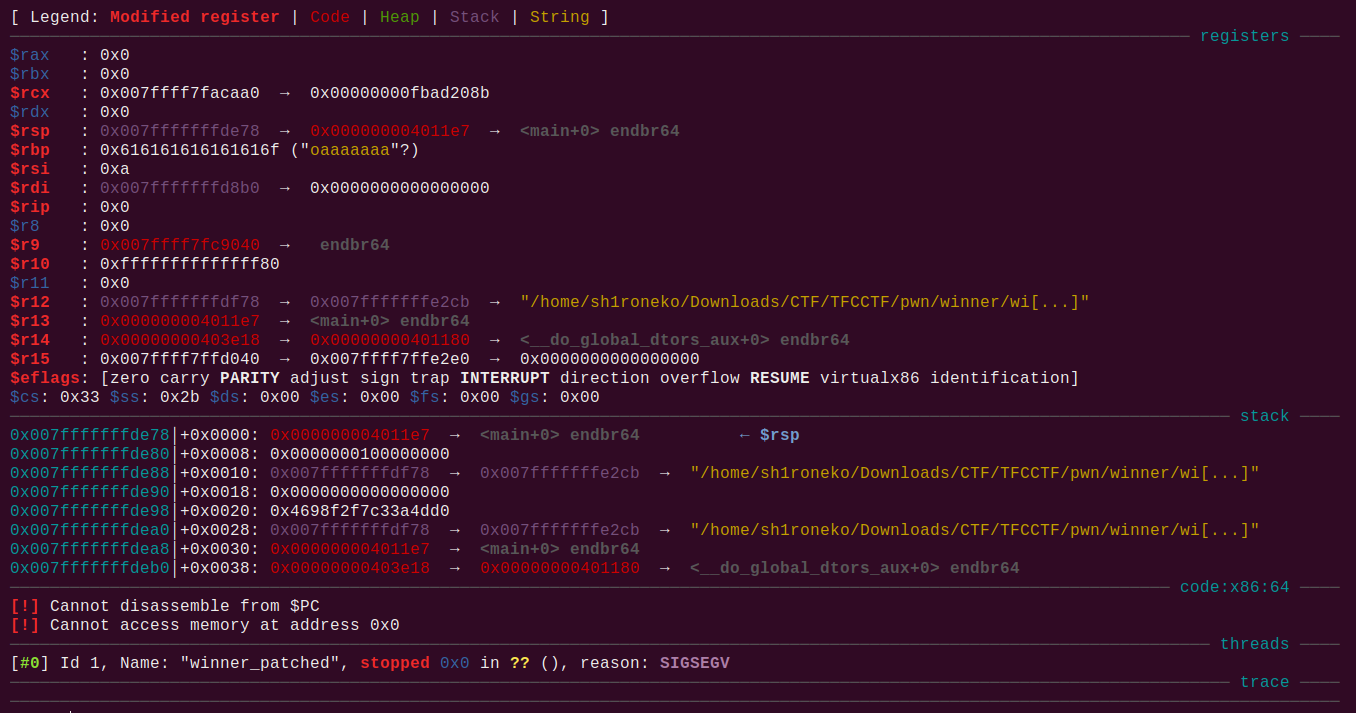 [ Legend: Modified register | Code | Heap | Stack | String ]
registers
$rax   : 0x0
$rbx   : 0x0
$rcx   : 0x007ffff7facaa0  →  0x00000000fbad208b
$rdx   : 0x0
$rsp   : 0x007fffffffde78  →  0x000000004011e7  →  <main+0> endbr64
$rbp   : 0x616161616161616f ("oaaaaaaa"?)
$rsi   : 0xa
$rdi   : 0x007fffffffd8b0  →  0x0000000000000000
$rip   : 0x0
$r8    : 0x0
$r9    : 0x007ffff7fc9040  →   endbr64
$r10   : 0xffffffffffffff80
$r11   : 0x0
$r12   : 0x007fffffffdf78  →  0x007fffffffe2cb  →  "/home/sh1roneko/Downloads/CTF/TFCCTF/pwn/winner/wi[...]"
$r13   : 0x000000004011e7  →  <main+0> endbr64
$r14   : 0x00000000403e18  →  0x00000000401180  →  <__do_global_dtors_aux+0> endbr64
$r15   : 0x007ffff7ffd040  →  0x007ffff7ffe2e0  →  0x0000000000000000
$eflags: [zero carry PARITY adjust sign trap INTERRUPT direction overflow RESUME virtualx86 identification]
$cs: 0x33 $ss: 0x2b $ds: 0x00 $es: 0x00 $fs: 0x00 $gs: 0x00
stack
0x007fffffffde78│+0x0000: 0x000000004011e7  →  <main+0> endbr64          ← $rsp
0x007fffffffde80│+0x0008: 0x0000000100000000
0x007fffffffde88│+0x0010: 0x007fffffffdf78  →  0x007fffffffe2cb  →  "/home/sh1roneko/Downloads/CTF/TFCCTF/pwn/winner/wi[...]"
0x007fffffffde90│+0x0018: 0x0000000000000000
0x007fffffffde98│+0x0020: 0x4698f2f7c33a4dd0
0x007fffffffdea0│+0x0028: 0x007fffffffdf78  →  0x007fffffffe2cb  →  "/home/sh1roneko/Downloads/CTF/TFCCTF/pwn/winner/wi[...]"
0x007fffffffdea8│+0x0030: 0x000000004011e7  →  <main+0> endbr64
0x007fffffffdeb0│+0x0038: 0x00000000403e18  →  0x00000000401180  →  <__do_global_dtors_aux+0> endbr64
code:x86:64
[!] Cannot disassemble from $PC
[!] Cannot access memory at address 0x0
threads
[#0] Id 1, Name: "winner_patched", stopped 0x0 in ?? (), reason: SIGSEGV
trace